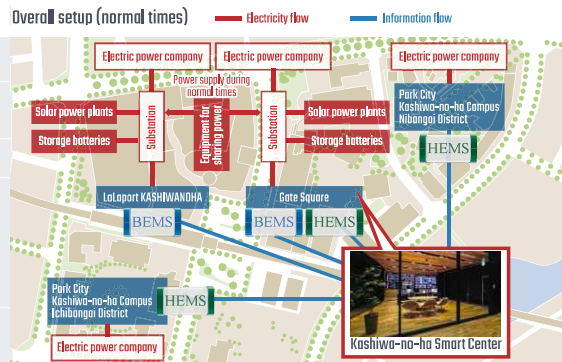 Overall setup (normal times)
Electricity flow
Information flow
Electric power company
Electric power company
Electric power company
Power supply during
normal times
Solar power plants
Storage batteries
Substation
Equipment for
sharing power
Substation
Solar power plants
Storage batteries
Park City
Kashiwa-no-ha Campus
Nibangai District
HEMS
LaLaport KASHIWANOHA
BEMS
Gate Square
BEMS
HEMS
Park City
Kashiwa-no-ha Campus
Ichibangai District
HEMS
Electric power company
Kashiwa-no-ha Smart Center